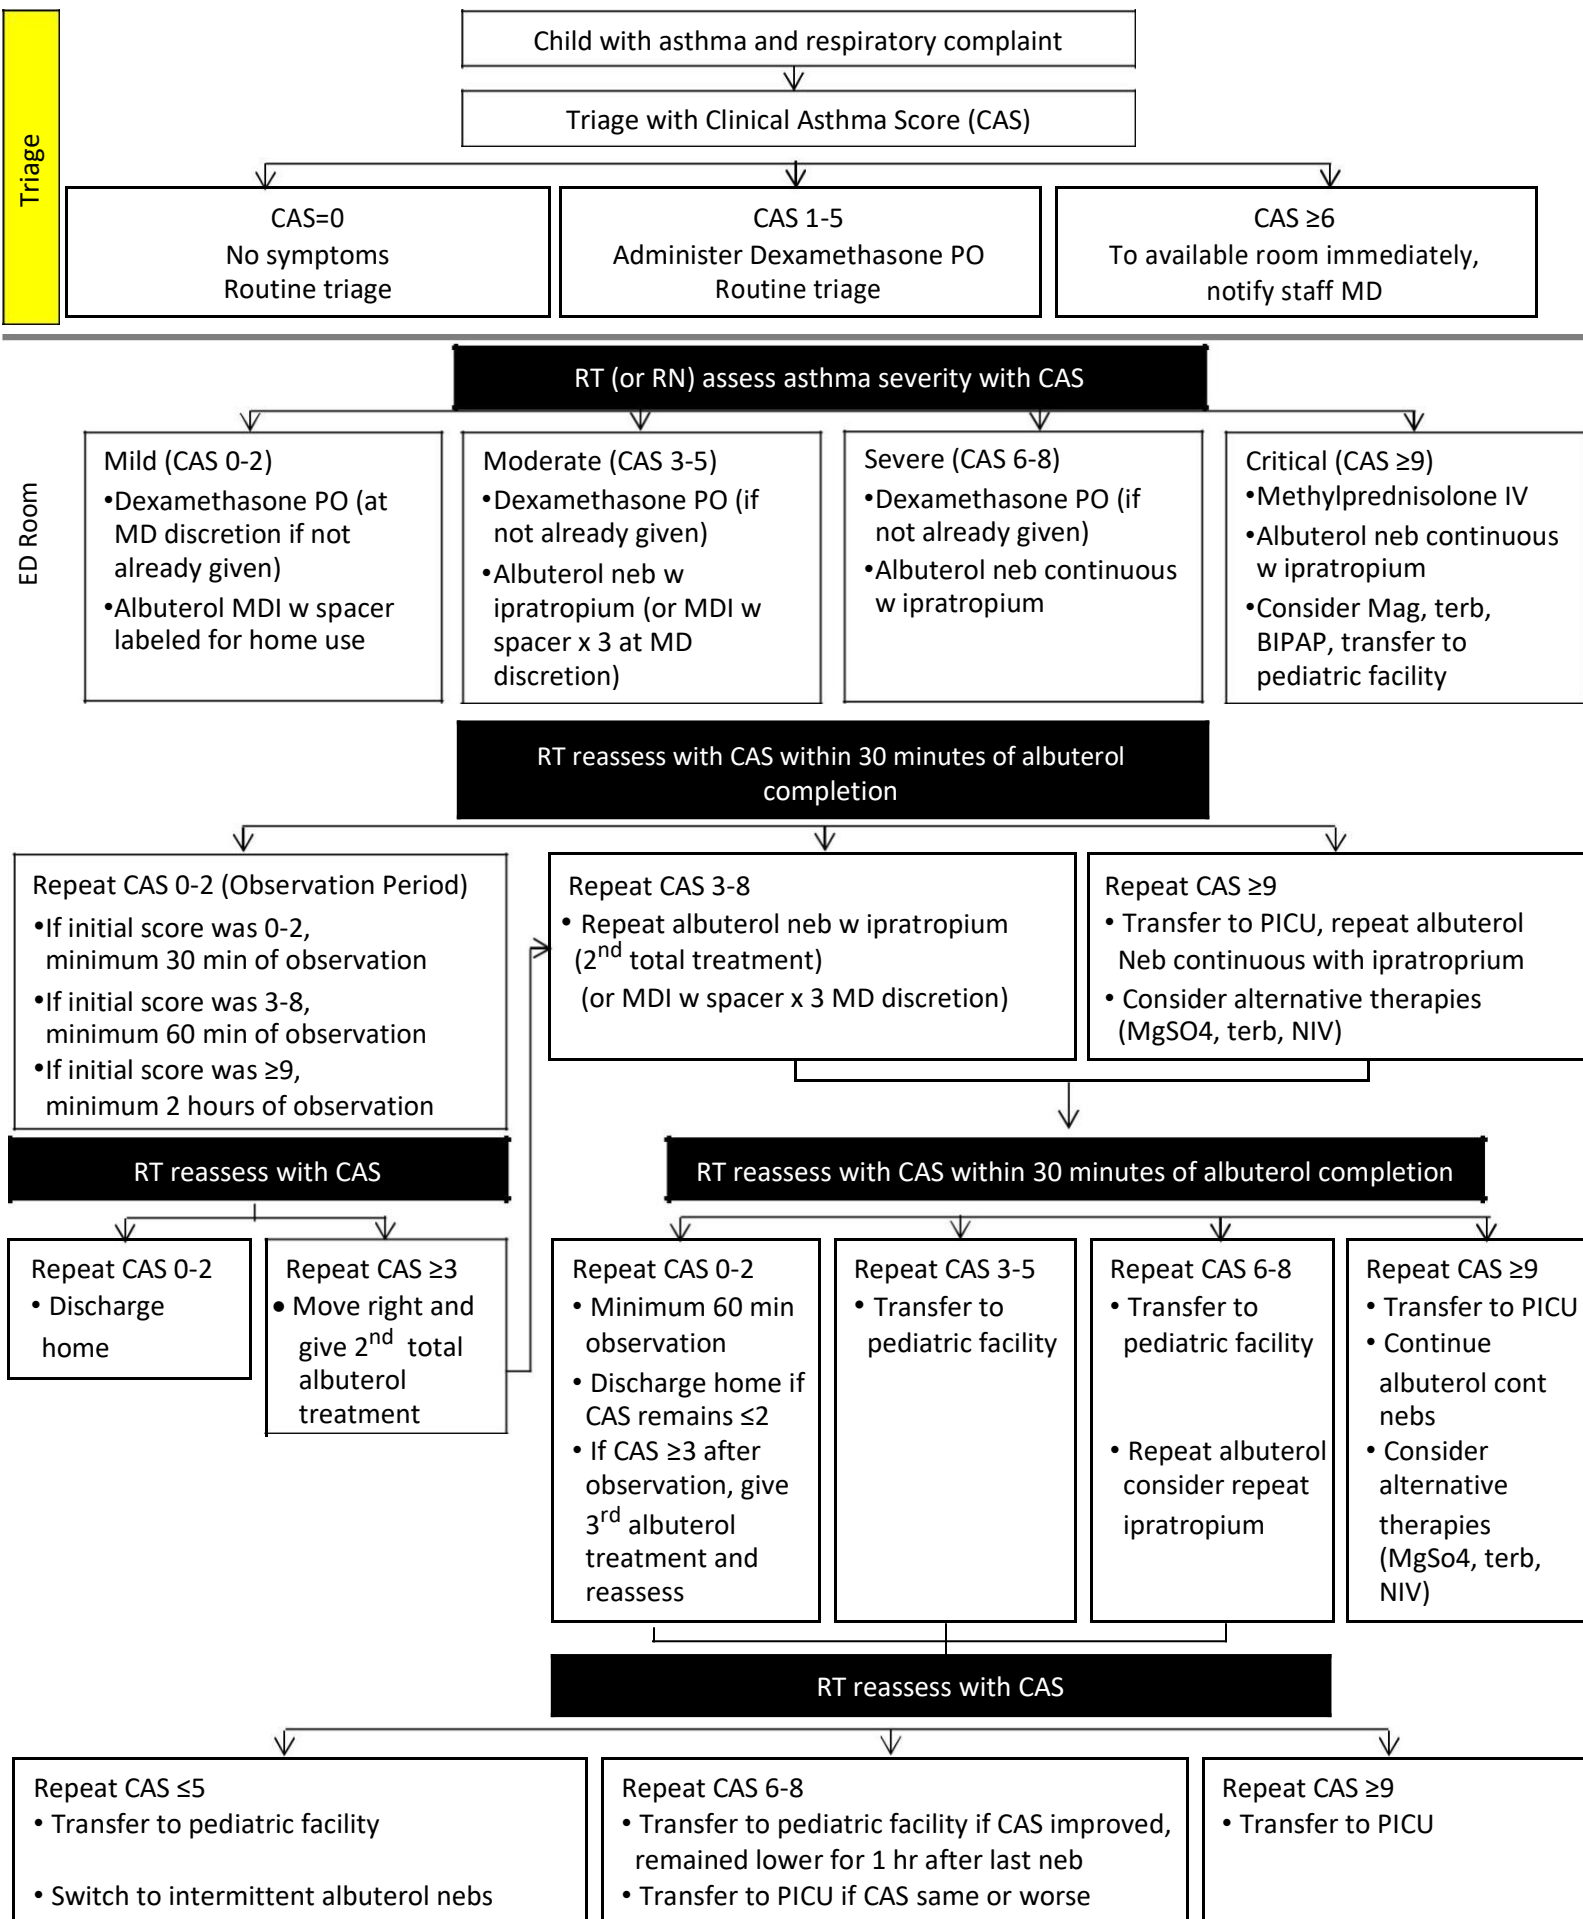 Child with asthma and respiratory complaint
Triage with Clinical Asthma Score (CAS)
Triage
CAS=0
No symptoms
Routine triage
CAS 1-5
Administer Dexamethasone PO
Routine triage
CAS ≥6
To available room immediately,
notify staff MD
RT (or RN) assess asthma severity with CAS
ED Room
Mild (CAS 0-2)
•Dexamethasone PO (at
MD discretion if not
already given)
•Albuterol MDI w spacer
labeled for home use
Moderate (CAS 3-5)
•Dexamethasone PO (if
not already given)
•Albuterol neb w
ipratropium (or MDI w
spacer x 3 at MD
discretion)
Severe (CAS 6-8)
•Dexamethasone PO (if
not already given)
•Albuterol neb continuous
w ipratropium
Critical (CAS ≥9)
•Methylprednisolone IV
•Albuterol neb continuous
w ipratropium
•Consider Mag, terb,
BIPAP, transfer to
pediatric facility
RT reassess with CAS within 30 minutes of albuterol
completion
Repeat CAS 0-2 (Observation Period)
•If initial score was 0-2,
minimum 30 min of observation
•If initial score was 3-8,
minimum 60 min of observation
•If initial score was ≥9,
minimum 2 hours of observation
Repeat CAS 3-8
• Repeat albuterol neb w ipratropium
(2nd total treatment)
(or MDI w spacer x 3 MD discretion)
Repeat CAS ≥9
• Transfer to PICU, repeat albuterol
Neb continuous with ipratroprium
• Consider alternative therapies
(MgSO4, terb, NIV)
RT reassess with CAS
Repeat CAS 0-2
• Discharge
home
Repeat CAS ≥3
• Move right and
give 2nd total
albuterol
treatment
RT reassess with CAS within 30 minutes of albuterol completion
Repeat CAS 0-2
• Minimum 60 min
observation
• Discharge home if
CAS remains ≤2
• If CAS ≥3 after
observation, give
3rd albuterol
treatment and
reassess
Repeat CAS 3-5
• Transfer to
pediatric facility
Repeat CAS 6-8
• Transfer to
pediatric facility
• Repeat albuterol
consider repeat
ipratropium
Repeat CAS ≥9
• Transfer to PICU
• Continue
albuterol cont
nebs
• Consider
alternative
therapies
(MgSo4, terb,
NIV)
RT reassess with CAS
Repeat CAS ≤5
• Transfer to pediatric facility
• Switch to intermittent albuterol nebs
Repeat CAS 6-8
• Transfer to pediatric facility if CAS improved,
remained lower for 1 hr after last neb
• Transfer to PICU if CAS same or worse
Repeat CAS ≥9
• Transfer to PICU